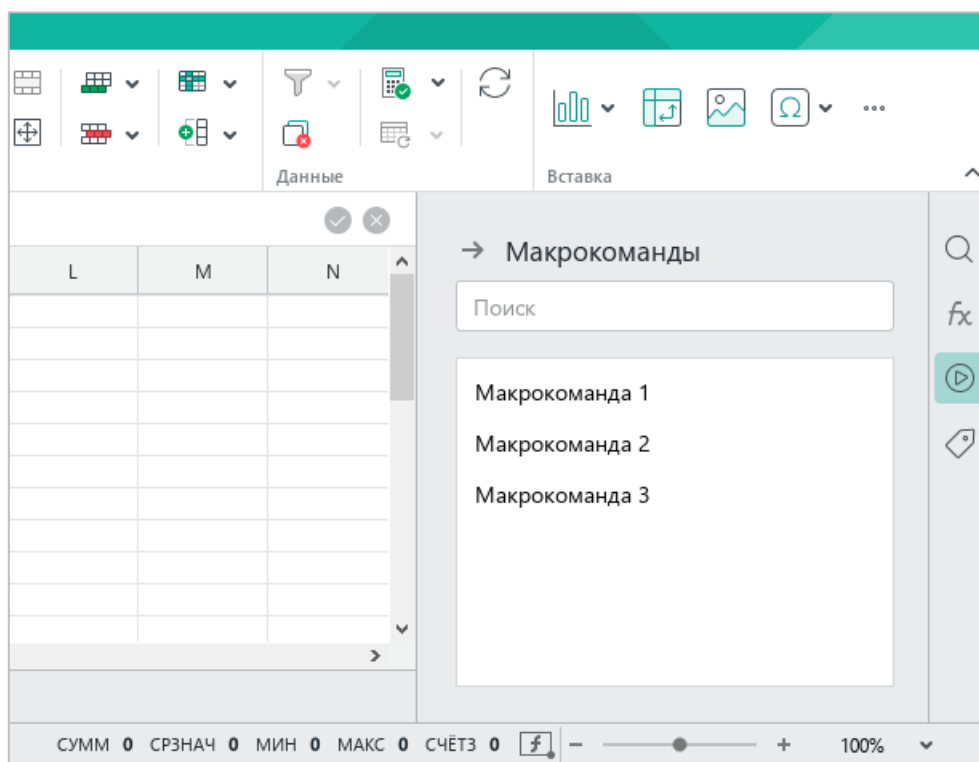 Данные
Вставка
Макрокоманды
Поиск
L M N
Макрокоманда 1
Макрокоманда 2
Макрокоманда 3
СУММ 0 СРЗНАЧ 0 МИН 0 МАКС 0 СЧЁТЗ 0 100%